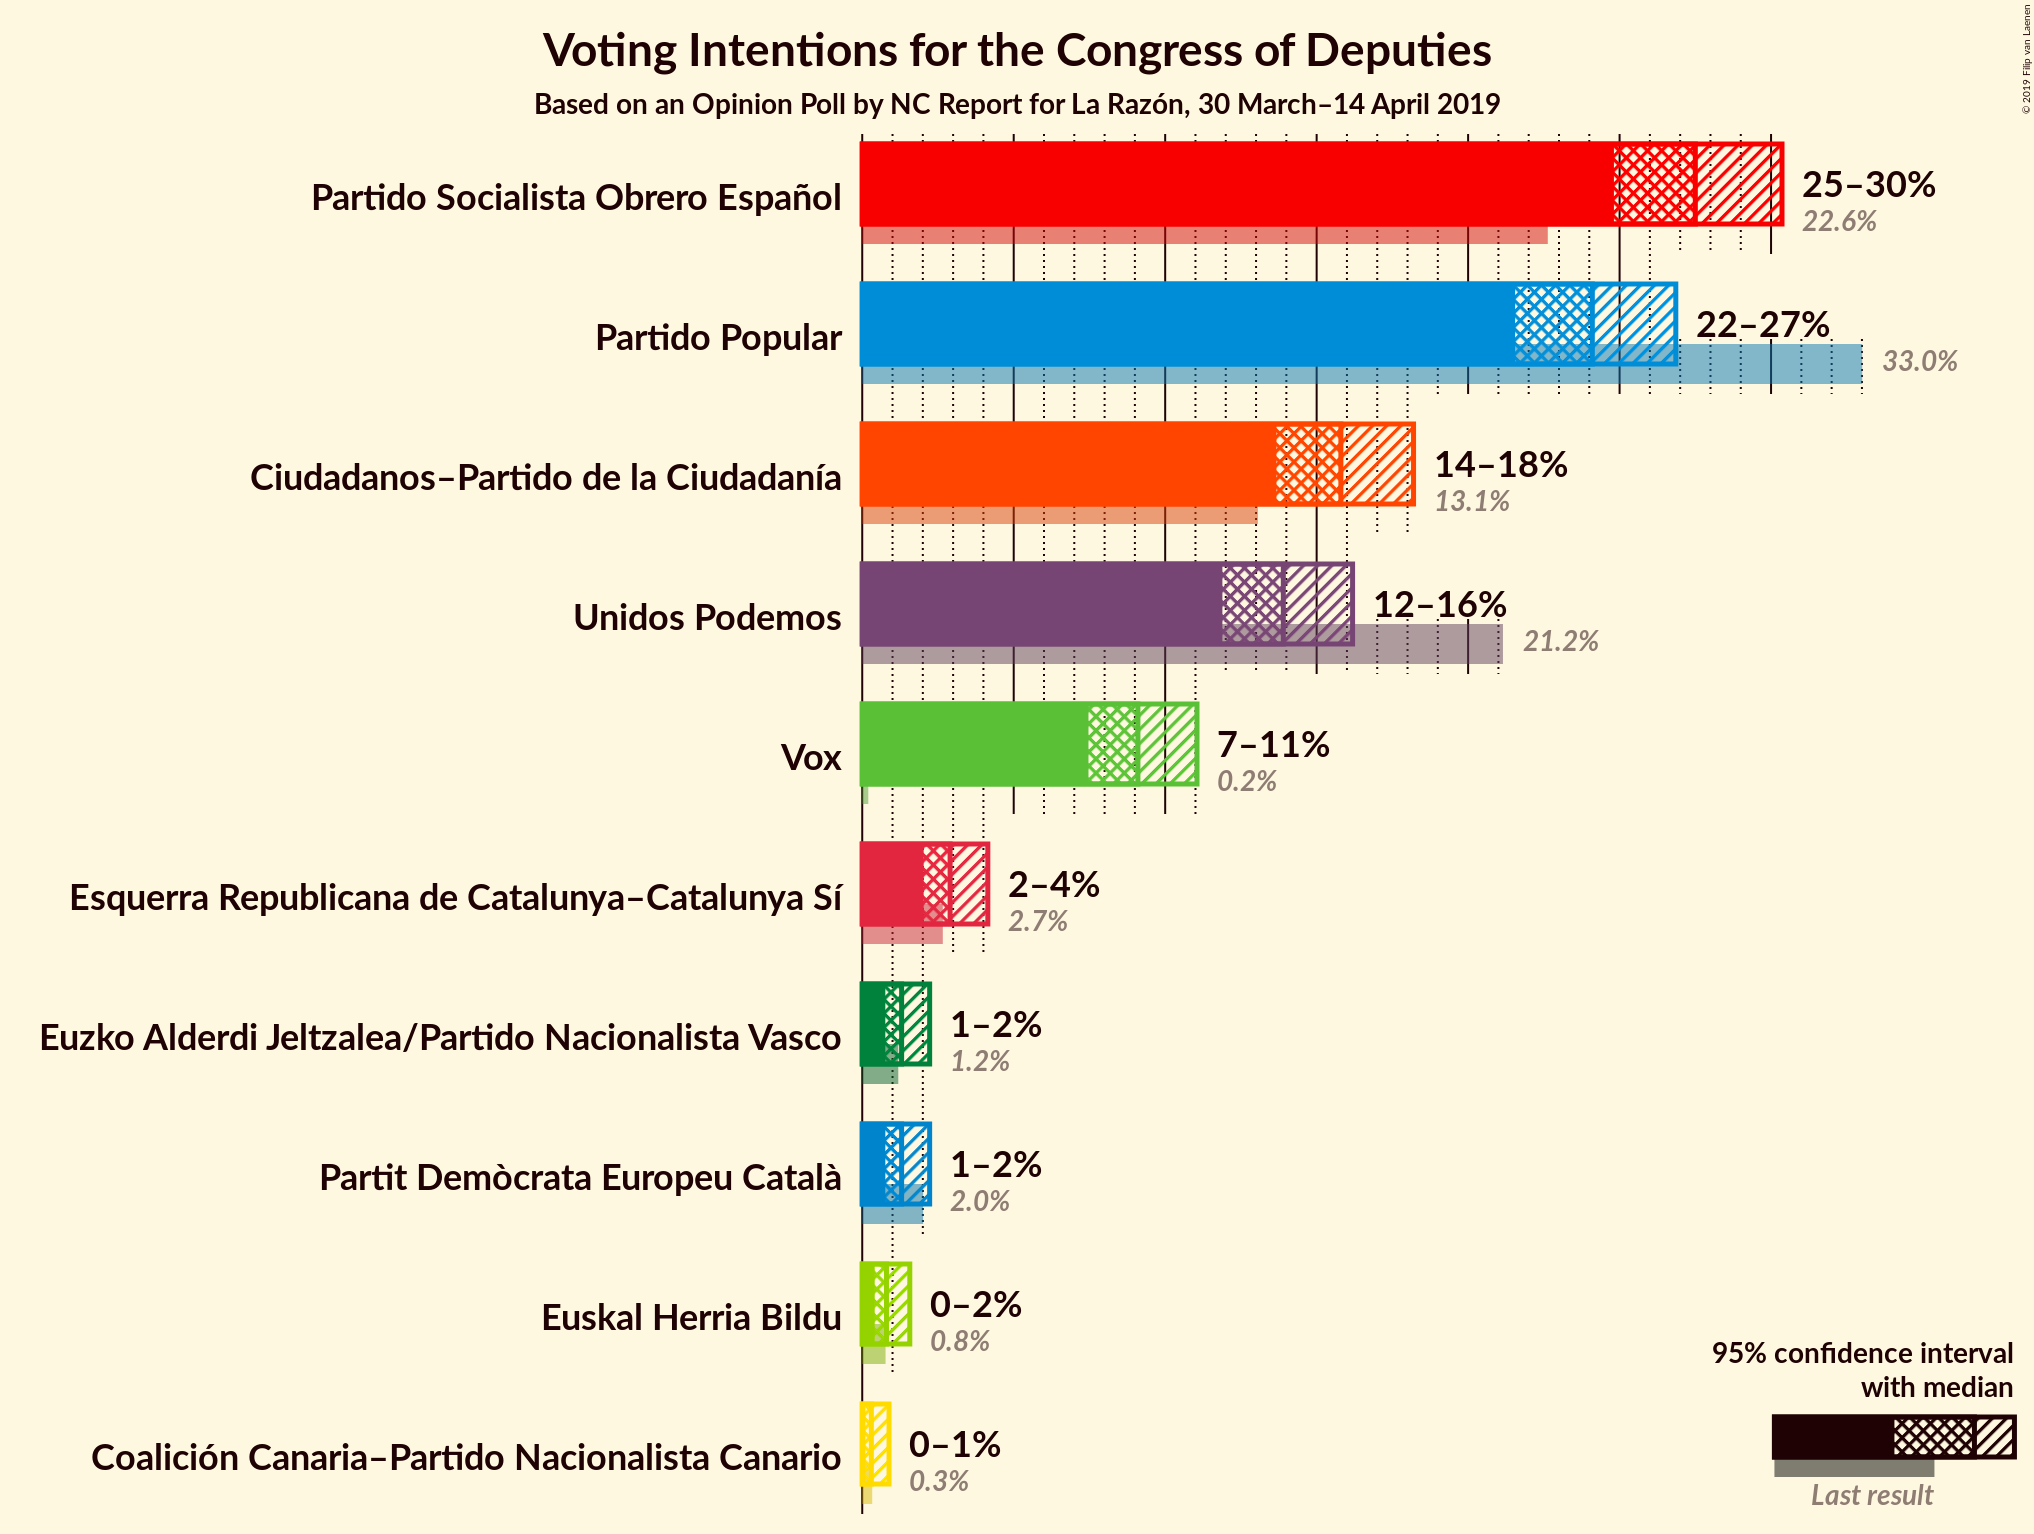 Voting Intentions for the Congress of Deputies
Based on an Opinion Poll by NC Report for La Razón, 30 March–14 April 2019
© 2019 Filip van Laenen
Partido Socialista Obrero Español
25–30%
22.6%
Partido Popular
22–27%
33.0%
Ciudadanos–Partido de la Ciudadanía
14–18%
13.1%
Unidos Podemos
12–16%
21.2%
Vox
7–11%
0.2%
Esquerra Republicana de Catalunya–Catalunya Sí
2–4%
2.7%
Euzko Alderdi Jeltzalea/Partido Nacionalista Vasco
1–2%
1.2%
Partit Demòcrata Europeu Català
1–2%
2.0%
Euskal Herria Bildu
0–2%
0.8%
Coalición Canaria–Partido Nacionalista Canario
0–1%
0.3%
95% confidence interval
with median
Last result